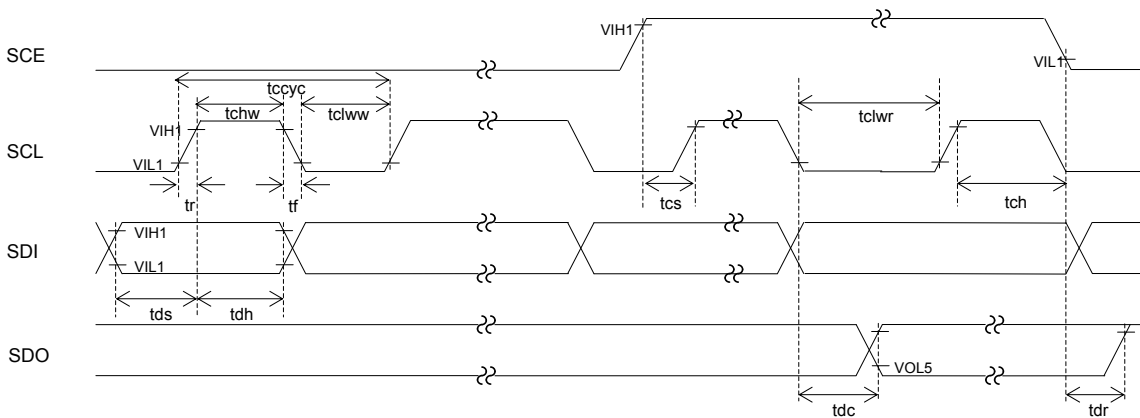 VIH1
SCE
VIL1
tccyc
tchw
tclww
tclwr
VIH1
SCL
VIL1
tr
tf
tcs
tch
VIH1
SDI
VIL1
tds
tdh
SDO
VOL5
tdc
tdr